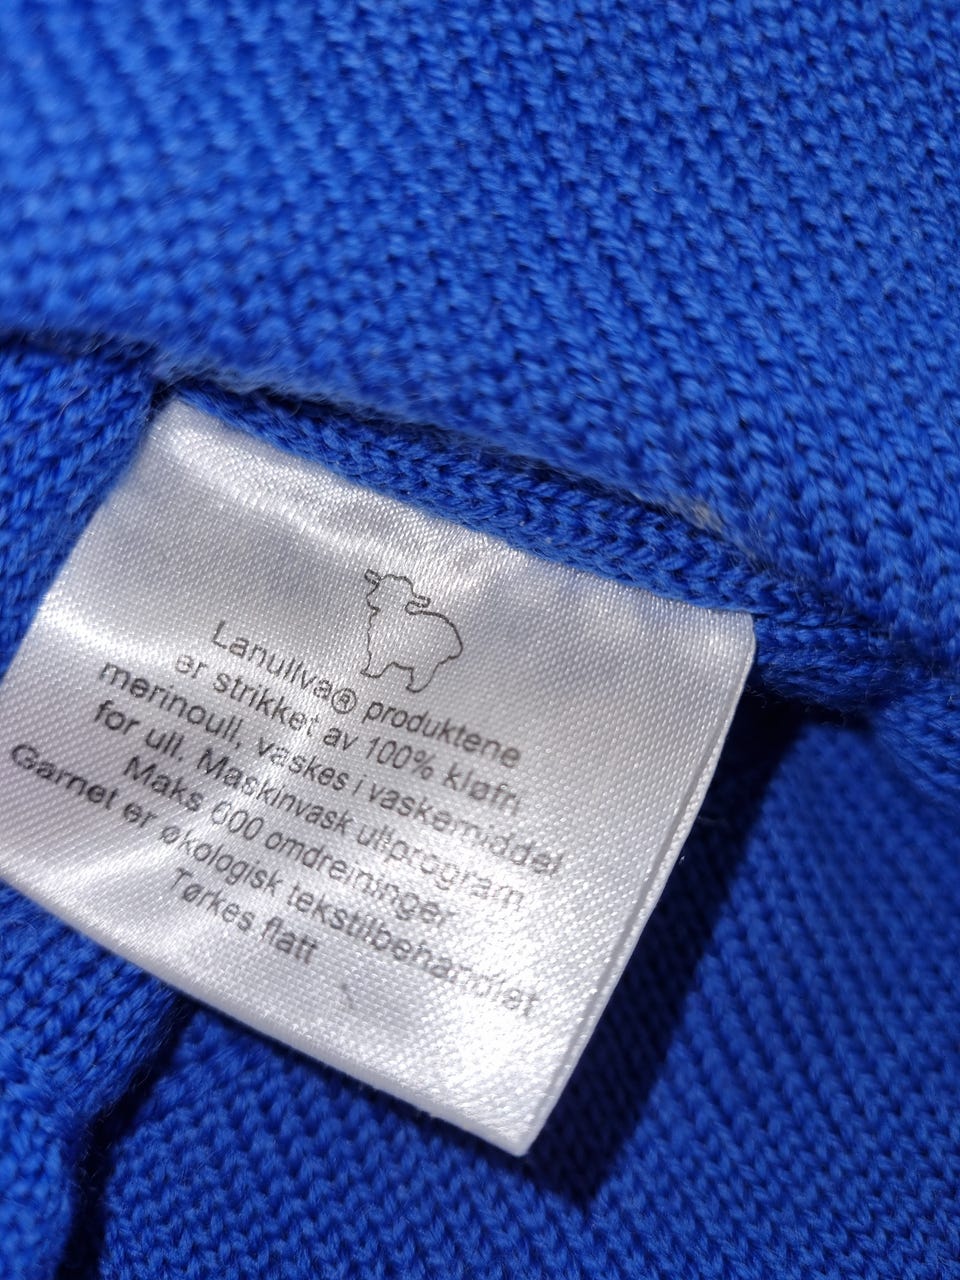 Lanullva® produktene
er strikket av 100% kløfri
merinoull, vaskes i vaskemiddel
for ull. Maskinvask ullprogram
Maks 600 omdreininger
Garnet er økologisk tekstilbehandlet
Tørkes flatt